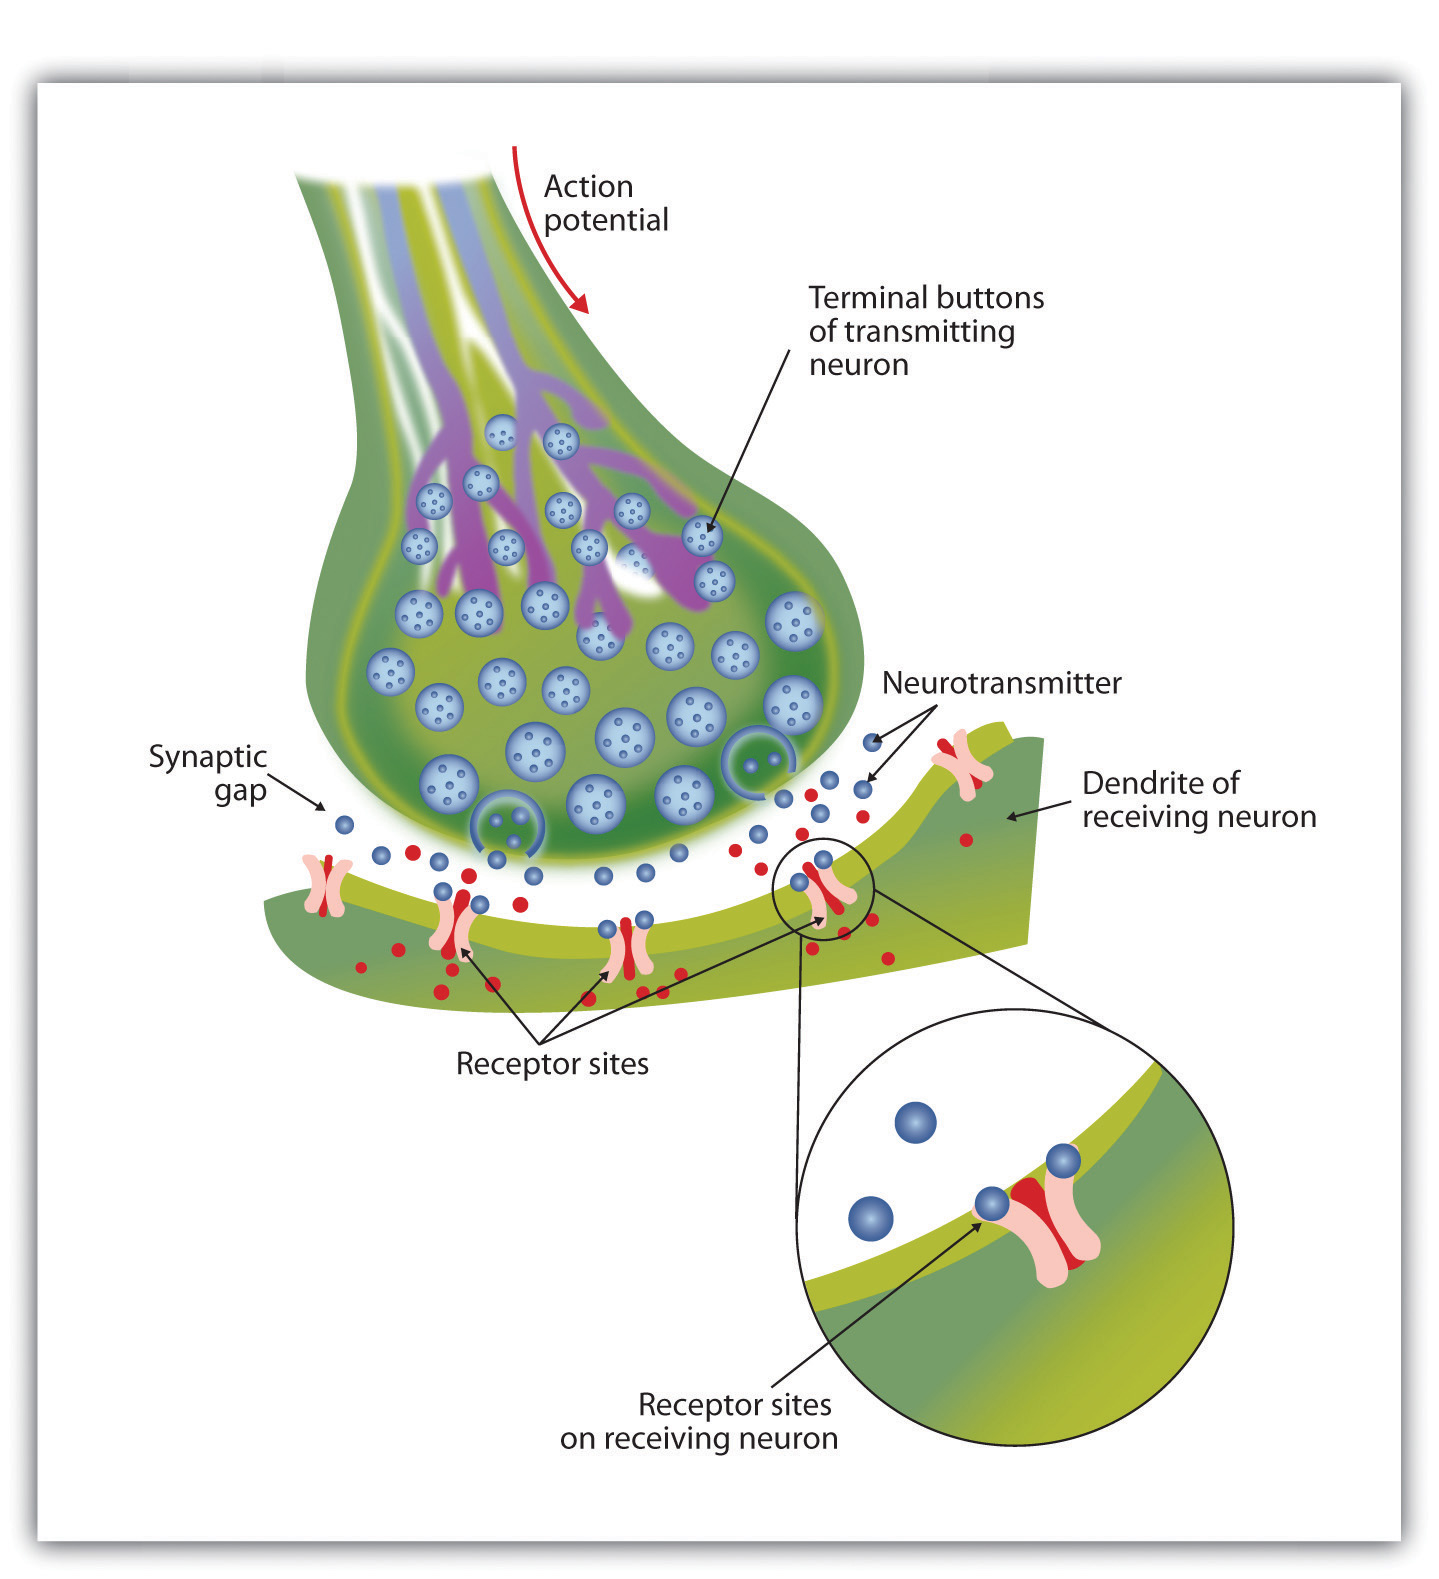 Action
potential
Terminal buttons
of transmitting
neuron
Neurotransmitter
Synaptic
gap
Dendrite of
receiving neuron
Receptor sites
Receptor sites
on receiving neuron